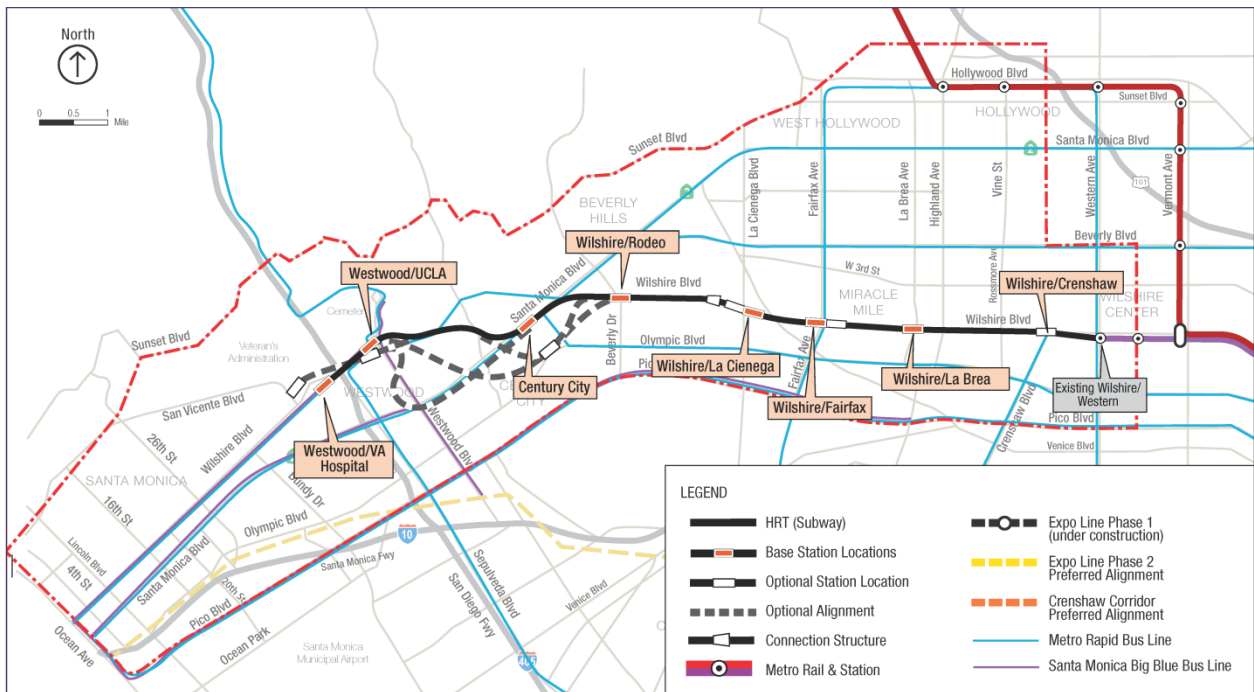 North
0 0.5 1
Mile
Hollywood Blvd
Sunset Blvd
HOLLYWOOD
WEST HOLLYWOOD
Santa Monica Blvd
2
2
Sunset Blvd
101
La Cienega Blvd
Fairfax Ave
La Brea Ave
Highland Ave
Vine St
Western Ave
Vermont Ave
BEVERLY
HILLS
Wilshire/Rodeo
Beverly Blvd
Westwood/UCLA
W 3rd St
Rossmore Ave
Santa Monica Blvd
Wilshire Blvd
Wilshire/Crenshaw
MIRACLE
MILE
WILSHIRE
CENTER
Cemetery
Wilshire Blvd
Sunset Blvd
Veteran's
Administration
Beverly Dr
Olympic Blvd
Wilshire/La Cienega
Fairfax Ave
Century City
Wilshire/La Brea
Existing Wilshire/
Western
WESTWOOD
San Vicente Blvd
Wilshire/Fairfax
Crenshaw Blvd
Pico Blvd
Venice Blvd
Westwood/VA
Hospital
Westwood Blvd
26th St
Wilshire Blvd
SANTA MONICA
16th St
Bundy Dr
Olympic Blvd
10
Santa Monica Fwy
Lincoln Blvd
4th St
Santa Monica Blvd
20th St
Pico Blvd
Ocean Ave
Ocean Park
Santa Monica
Municipal Airport
Sepulveda Blvd
San Diego Fwy
Venice Blvd
405
LEGEND
HRT (Subway)
Base Station Locations
Optional Station Location
Optional Alignment
Connection Structure
Metro Rail & Station
Expo Line Phase 1
(under construction)
Expo Line Phase 2
Preferred Alignment
Crenshaw Corridor
Preferred Alignment
Metro Rapid Bus Line
Santa Monica Big Blue Bus Line